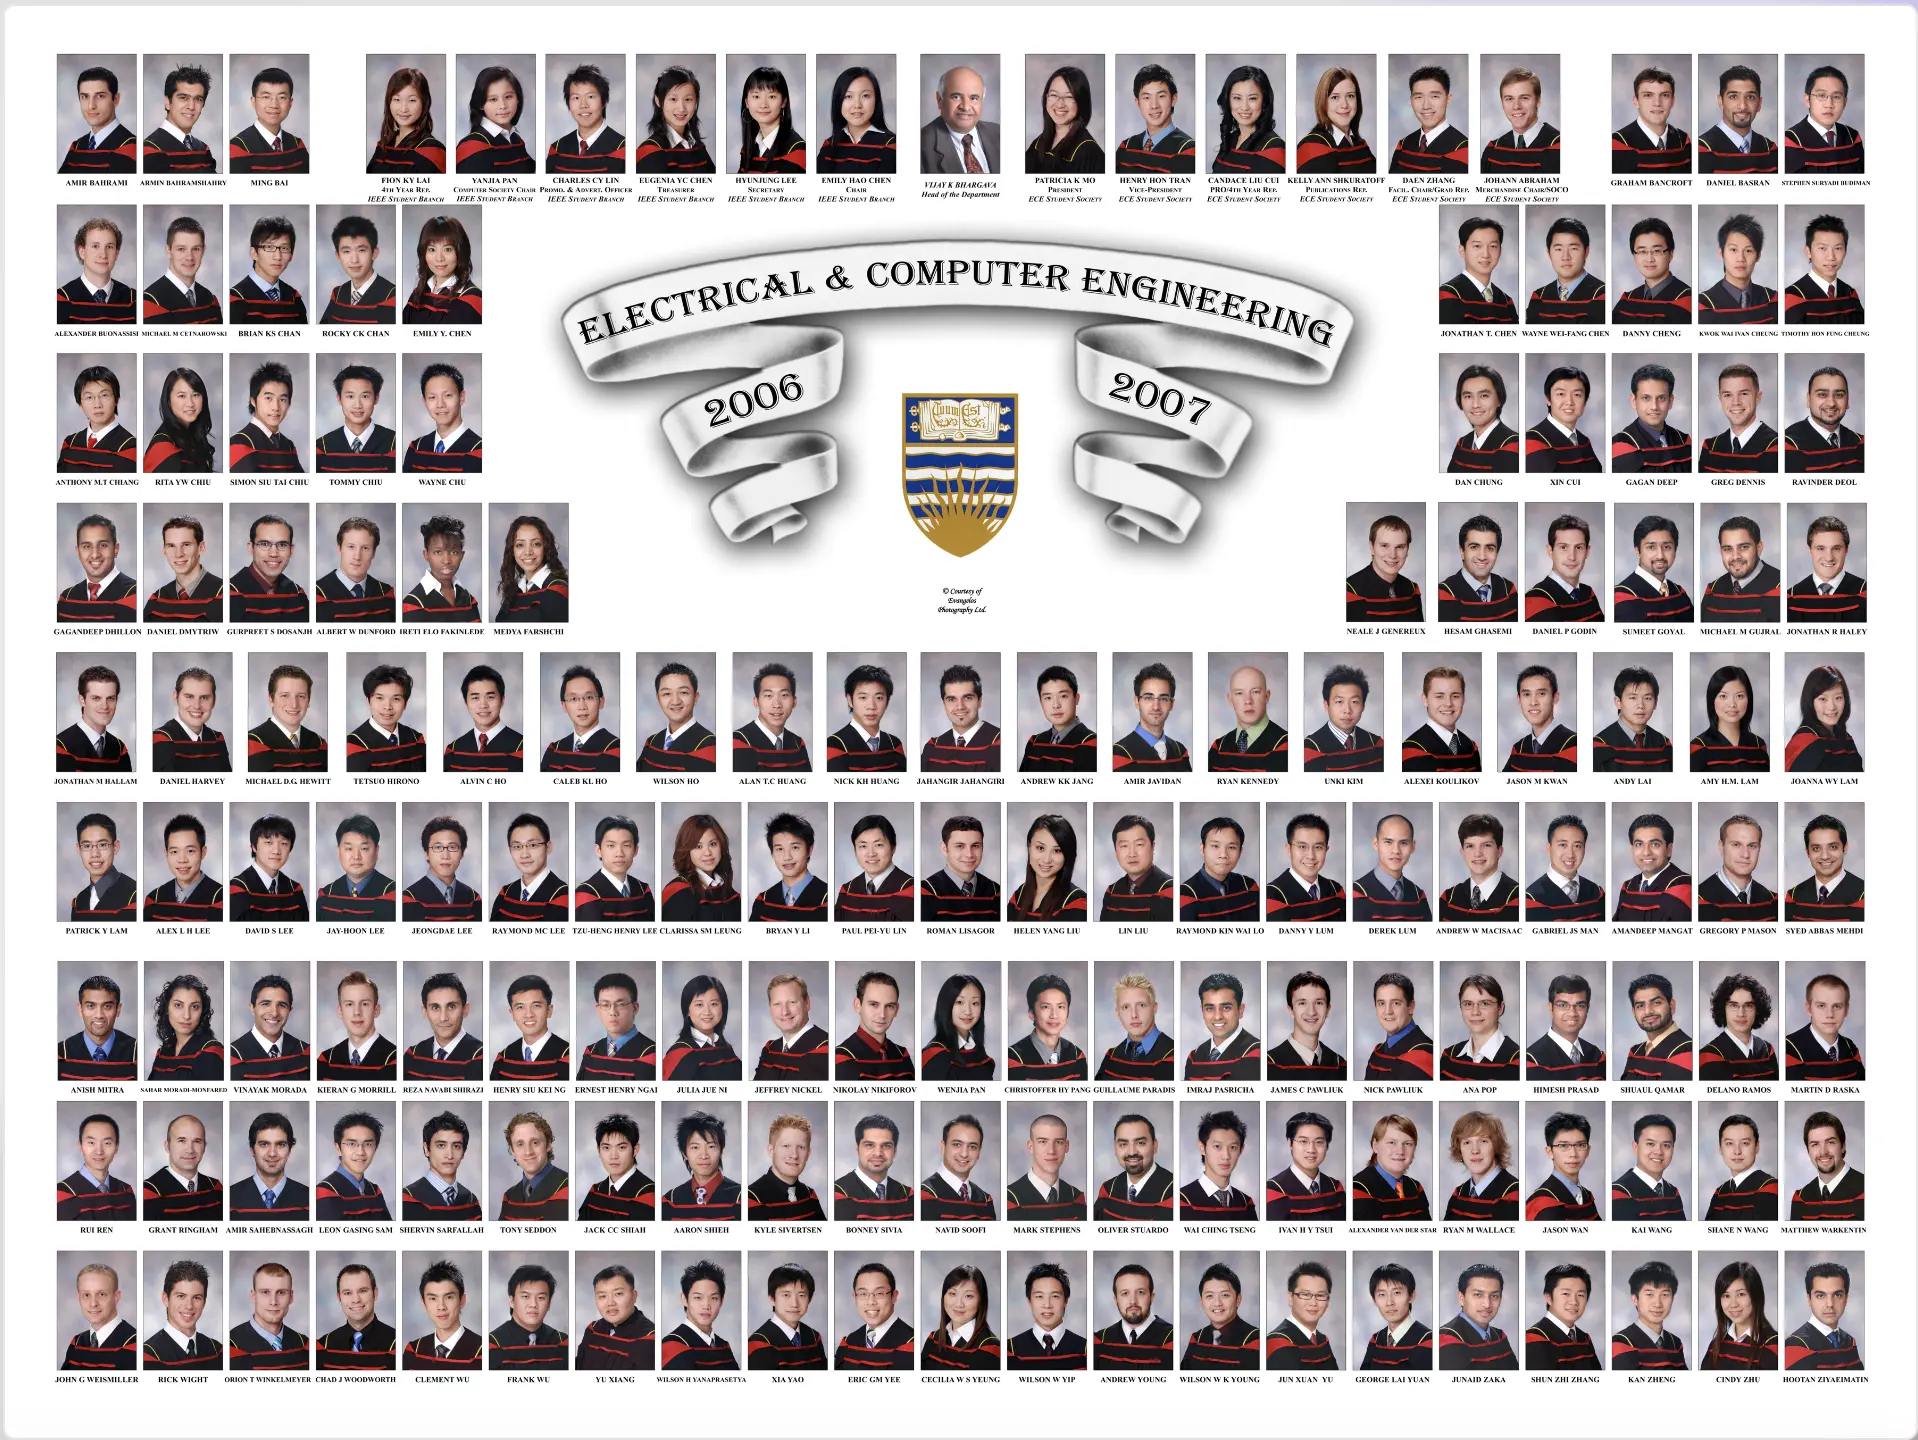 AMIR BAHRAMI
ARMIN BAHRAMSHAHRY
MING BAI
FION KY LAI
4TH YEAR REP.
IEEE STUDENT BRANCH
YANJIA PAN
COMPUTER SOCIETY CHAIR
IEEE STUDENT BRANCH
CHARLES CY LIN
PROMO. & ADVERT. OFFICER
IEEE STUDENT BRANCH
EUGENIA YC CHEN
TREASURER
IEEE STUDENT BRANCH
HYUNJUNG LEE
SECRETARY
IEEE STUDENT BRANCH
EMILY HAO CHEN
CHAIR
IEEE STUDENT BRANCH
VIJAY K BHARGAVA
Head of the Department
PATRICIA K MO
PRESIDENT
ECE STUDENT SOCIETY
HENRY HON TRAN
VICE-PRESIDENT
ECE STUDENT SOCIETY
CANDACE LIU CUI
PRO/4TH YEAR REP.
ECE STUDENT SOCIETY
KELLY ANN SHKURATOFF
PUBLICATIONS REP.
ECE STUDENT SOCIETY
DAEN ZHANG
FACIL. CHAIR/GRAD REP.
ECE STUDENT SOCIETY
JOHANN ABRAHAM
MERCHANDISE CHAIR/SOCO
ECE STUDENT SOCIETY
GRAHAM BANCROFT
DANIEL BASRAN
STEPHEN SURYADI BUDIMAN
ALEXANDER BUONASSISI
MICHAEL M CETNAROWSKI
BRIAN KS CHAN
ROCKY CK CHAN
EMILY Y. CHEN
ELECTRICAL & COMPUTER ENGINEERING
2006
2007
Tuum Est
© Courtesy of
Evangelos
Photography Ltd.
JONATHAN T. CHEN
WAYNE WEI-FANG CHEN
DANNY CHENG
KWOK WAI IVAN CHEUNG
TIMOTHY HON FUNG CHEUNG
ANTHONY M.T CHIANG
RITA YW CHIU
SIMON SIU TAI CHIU
TOMMY CHIU
WAYNE CHU
DAN CHUNG
XIN CUI
GAGAN DEEP
GREG DENNIS
RAVINDER DEOL
GAGANDEEP DHILLON
DANIEL DMYTRIW
GURPREET S DOSANJH
ALBERT W DUNFORD
IRETI ELO FAKINLEDE
MEDYA FARSHCHI
NEALE J GENEREUX
HESAM GHASEMI
DANIEL P GODIN
SUMEET GOYAL
MICHAEL M GUJRAL
JONATHAN R HALEY
JONATHAN M HALLAM
DANIEL HARVEY
MICHAEL D.G. HEWITT
TETSUO HIRONO
ALVIN C HO
CALEB KL HO
WILSON HO
ALAN T.C HUANG
NICK KH HUANG
JAHANGIR JAHANGIRI
ANDREW KK JANG
AMIR JAVIDAN
RYAN KENNEDY
UNKI KIM
ALEXEI KOULIKOV
JASON M KWAN
ANDY LAI
AMY H.M. LAM
JOANNA WY LAM
PATRICK Y LAM
ALEX L H LEE
DAVID S LEE
JAY-HOON LEE
JEONGDAE LEE
RAYMOND MC LEE
TZU-HENG HENRY LEE
CLARISSA SM LEUNG
BRYAN Y LI
PAUL PEI-YU LIN
ROMAN LISAGOR
HELEN YANG LIU
LIN LIU
RAYMOND KIN WAI LO
DANNY Y LUM
DEREK LUM
ANDREW W MACISAAC
GABRIEL JS MAN
AMANDEEP MANGAT
GREGORY P MASON
SYED ABBAS MEHDI
ANISH MITRA
SAHAR MORADI-MONFARED
VINAYAK MORADA
KIERAN G MORRILL
REZA NAVABI SHIRAZI
HENRY SIU KEI NG
ERNEST HENRY NGAI
JULIA JUE NI
JEFFREY NICKEL
NIKOLAY NIKIFOROV
WENJIA PAN
CHRISTOFFER HY PANG
GUILLAUME PARADIS
IMRAJ PASRICHA
JAMES C PAWLIUK
NICK PAWLIUK
ANA POP
HIMESH PRASAD
SHUAUL QAMAR
DELANO RAMOS
MARTIN D RASKA
RUI REN
GRANT RINGHAM
AMIR SAHEBNASSAGH
LEON GASING SAM
SHERVIN SARFALLAH
TONY SEDDON
JACK CC SHIAH
AARON SHIEH
KYLE SIVERTSEN
BONNEY SIVIA
NAVID SOOFI
MARK STEPHENS
OLIVER STUARDO
WAI CHING TSENG
IVAN H Y TSUI
ALEXANDER VAN DER STAR
RYAN M WALLACE
JASON WAN
KAI WANG
SHANE N WANG
MATTHEW WARKENTIN
JOHN G WEISMILLER
RICK WIGHT
ORION T WINKELMEYER
CHAD J WOODWORTH
CLEMENT WU
FRANK WU
YU XIANG
WILSON H YANAPRASETYA
XIA YAO
ERIC GM YEE
CECILIA W S YEUNG
WILSON W YIP
ANDREW YOUNG
WILSON W K YOUNG
JUN XUAN YU
GEORGE LAI YUAN
JUNAID ZAKA
SHUN ZHI ZHANG
KAN ZHENG
CINDY ZHU
HOOTAN ZIYAEIMATIN